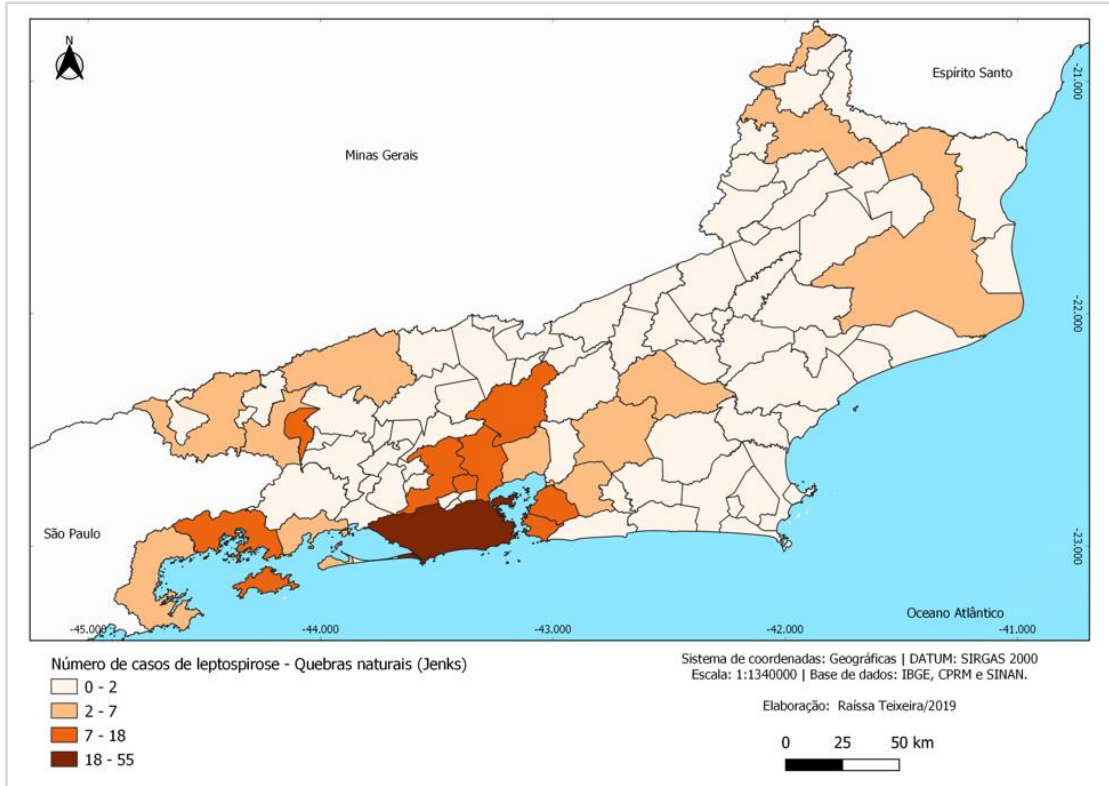 N
Espírito Santo
Minas Gerais
-21.000
-22.000
São Paulo
-23.000
Oceano Atlântico
-45.000
-44.000
-43.000
-42.000
-41.000
Número de casos de leptospirose - Quebras naturais (Jenks)
0 - 2
2 - 7
7 - 18
18 - 55
Sistema de coordenadas: Geográficas | DATUM: SIRGAS 2000
Escala: 1:1340000 | Base de dados: IBGE, CPRM e SINAN.
Elaboração: Raíssa Teixeira/2019
0 25 50 km